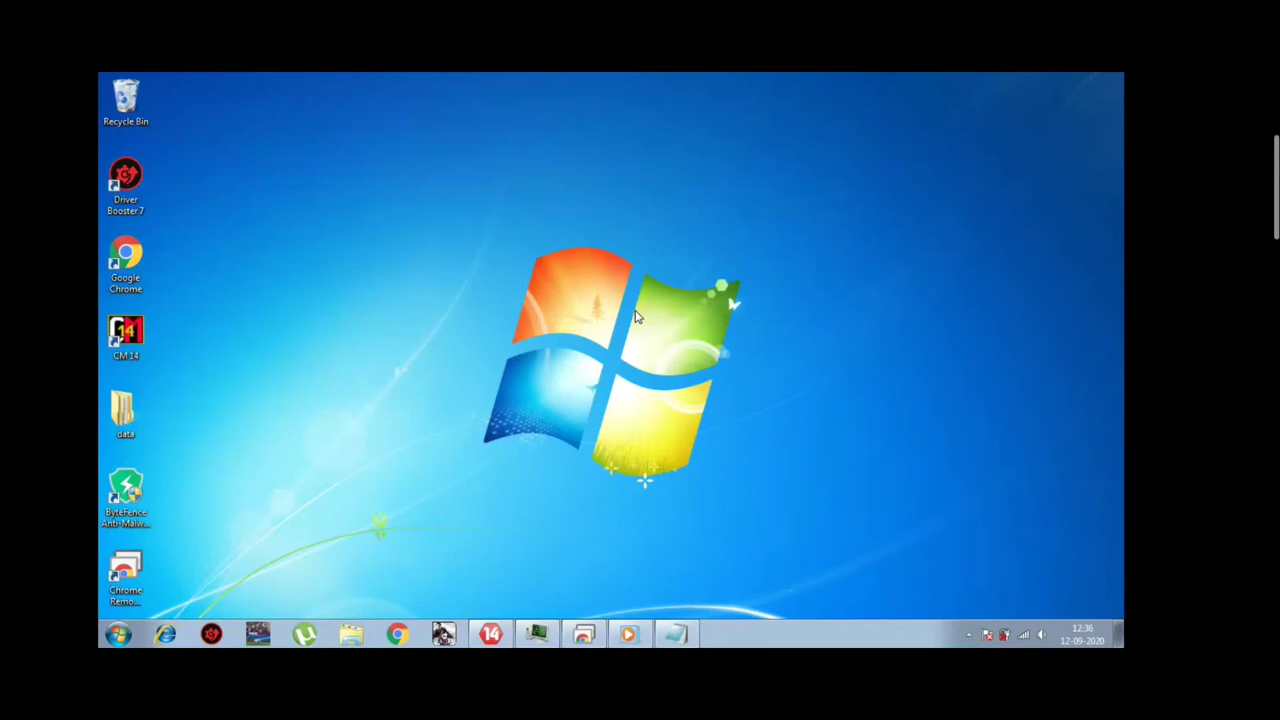 Recycle Bin
Driver
Booster 7
Google
Chrome
14
CM 14
data
ByteFence
Anti-Malw...
Chrome
Remo...
14
12:36
12-09-2020